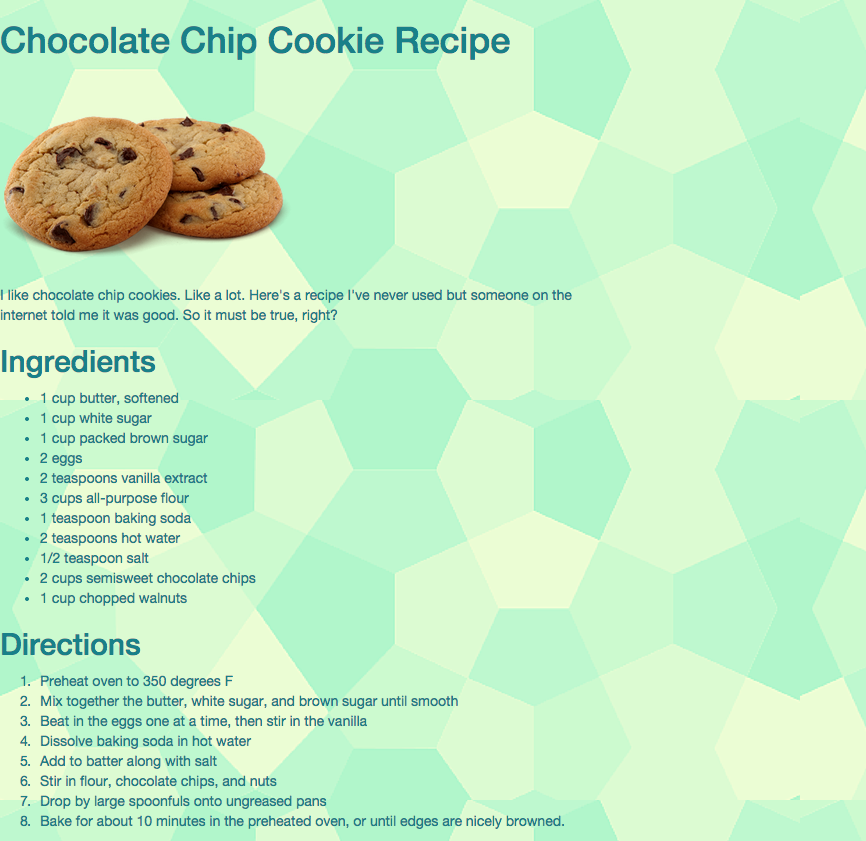 Chocolate Chip Cookie Recipe
I like chocolate chip cookies. Like a lot. Here's a recipe I've never used but someone on the
internet told me it was good. So it must be true, right?
Ingredients
• 1 cup butter, softened
• 1 cup white sugar
• 1 cup packed brown sugar
• 2 eggs
• 2 teaspoons vanilla extract
• 3 cups all-purpose flour
• 1 teaspoon baking soda
• 2 teaspoons hot water
• 1/2 teaspoon salt
• 2 cups semisweet chocolate chips
• 1 cup chopped walnuts
Directions
1. Preheat oven to 350 degrees F
2. Mix together the butter, white sugar, and brown sugar until smooth
3. Beat in the eggs one at a time, then stir in the vanilla
4. Dissolve baking soda in hot water
5. Add to batter along with salt
6. Stir in flour, chocolate chips, and nuts
7. Drop by large spoonfuls onto ungreased pans
8. Bake for about 10 minutes in the preheated oven, or until edges are nicely browned.